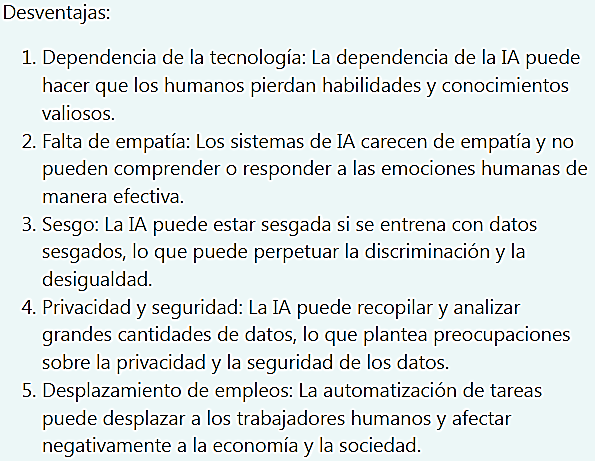 Desventajas:
1. Dependencia de la tecnología: La dependencia de la IA puede
hacer que los humanos pierdan habilidades y conocimientos
valiosos.
2. Falta de empatía: Los sistemas de IA carecen de empatía y no
pueden comprender o responder a las emociones humanas de
manera efectiva.
3. Sesgo: La IA puede estar sesgada si se entrena con datos
sesgados, lo que puede perpetuar la discriminación y la
desigualdad.
4. Privacidad y seguridad: La IA puede recopilar y analizar
grandes cantidades de datos, lo que plantea preocupaciones
sobre la privacidad y la seguridad de los datos.
5. Desplazamiento de empleos: La automatización de tareas
puede desplazar a los trabajadores humanos y afectar
negativamente a la economía y la sociedad.